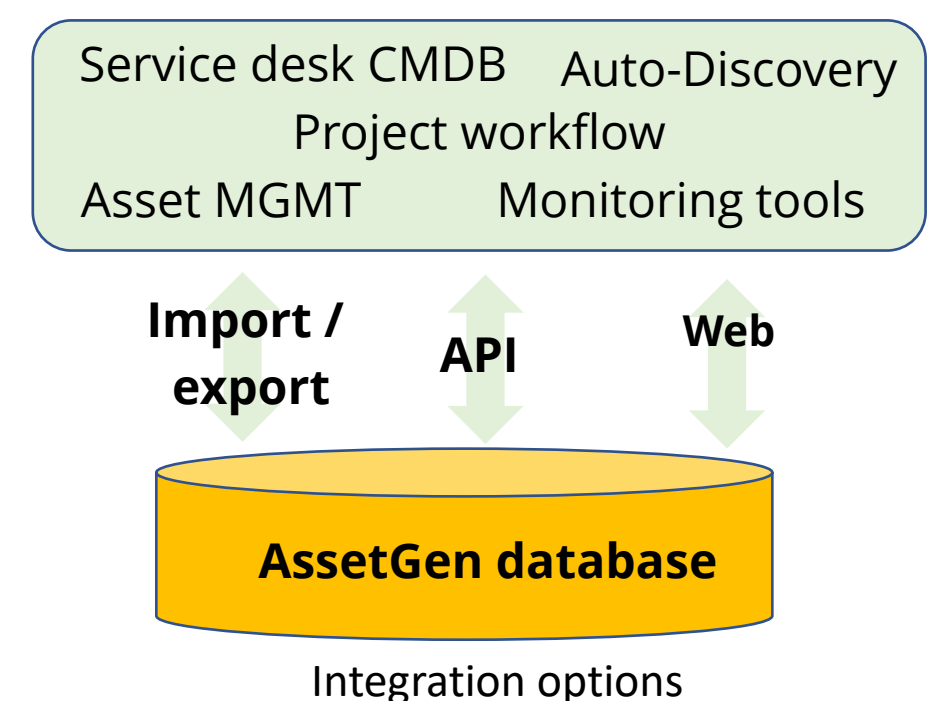 Service desk CMDB
Auto-Discovery
Project workflow
Asset MGMT
Monitoring tools
Import /
export
API
Web
AssetGen database
Integration options